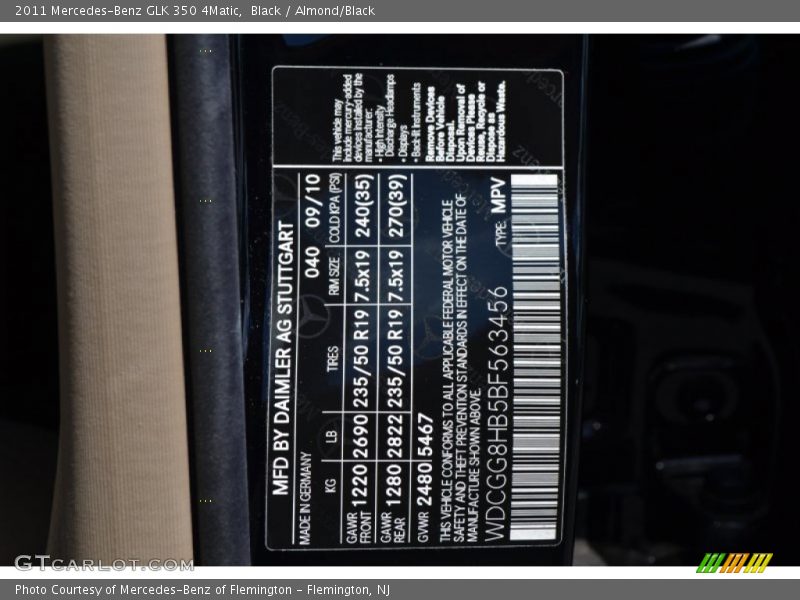 2011 Mercedes-Benz GLK 350 4Matic, Black / Almond/Black
MFD BY DAIMLER AG STUTTGART
MADE IN GERMANY 040 09/10
KG LB TIRES RIM SIZE COLD KPA (PSI)
GAWR FRONT 1220 2690 235/50 R19 7.5x19 240(35)
GAWR REAR 1280 2822 235/50 R19 7.5x19 270(39)
GVWR 2480 5467
THIS VEHICLE CONFORMS TO ALL APPLICABLE FEDERAL MOTOR VEHICLE
SAFETY AND THEFT PREVENTION STANDARDS IN EFFECT ON THE DATE OF
MANUFACTURE SHOWN ABOVE.
WDCGG8HB5BF563456 TYPE: MPV
This vehicle may
include mercury-added
devices installed by the
manufacturer:
• High Intensity
Discharge Headlamps
• Displays
• Back-lit Instruments
Remove Devices
Before Vehicle
Disposal.
Upon Removal of
Devices Please
Reuse, Recycle or
Dispose as
Hazardous Waste.
GTcarlot.com
Photo Courtesy of Mercedes-Benz of Flemington - Flemington, NJ